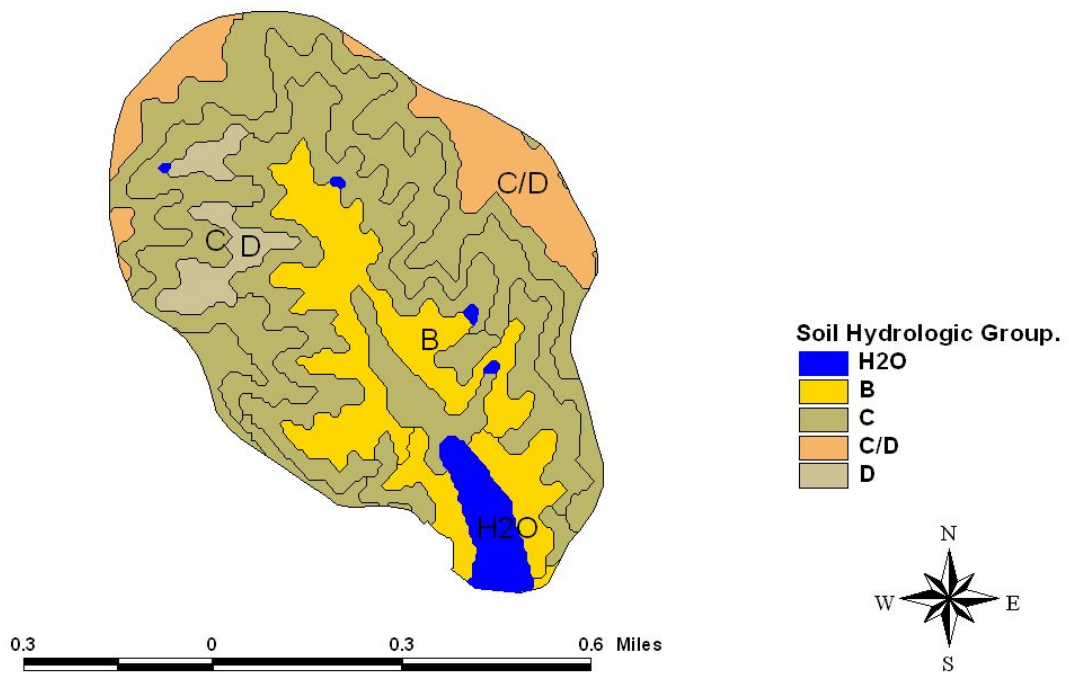 C/D
C D
B
H2O
Soil Hydrologic Group.
H2O
B
C
C/D
D
N
W E
S
0.3 0 0.3 0.6 Miles